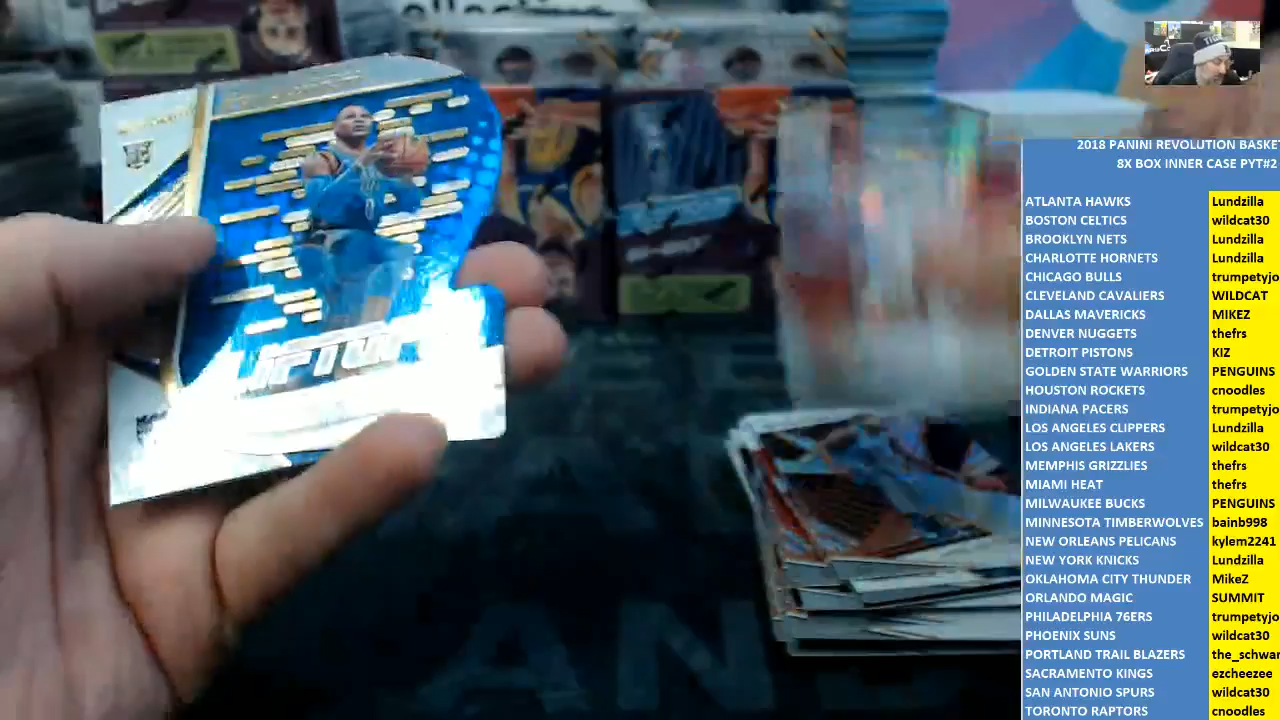 LIFTOFF
2018 PANINI REVOLUTION BASKE
8X BOX INNER CASE PYT#2
ATLANTA HAWKS Lundzilla
BOSTON CELTICS wildcat30
BROOKLYN NETS Lundzilla
CHARLOTTE HORNETS Lundzilla
CHICAGO BULLS trumpetyjo
CLEVELAND CAVALIERS WILDCAT
DALLAS MAVERICKS MIKEZ
DENVER NUGGETS thefrs
DETROIT PISTONS KIZ
GOLDEN STATE WARRIORS PENGUINS
HOUSTON ROCKETS cnoodles
INDIANA PACERS trumpetyjo
LOS ANGELES CLIPPERS Lundzilla
LOS ANGELES LAKERS wildcat30
MEMPHIS GRIZZLIES thefrs
MIAMI HEAT thefrs
MILWAUKEE BUCKS PENGUINS
MINNESOTA TIMBERWOLVES bainb998
NEW ORLEANS PELICANS kylem2241
NEW YORK KNICKS Lundzilla
OKLAHOMA CITY THUNDER MikeZ
ORLANDO MAGIC SUMMIT
PHILADELPHIA 76ERS trumpetyjo
PHOENIX SUNS wildcat30
PORTLAND TRAIL BLAZERS the_schwar
SACRAMENTO KINGS ezcheezee
SAN ANTONIO SPURS wildcat30
TORONTO RAPTORS cnoodles